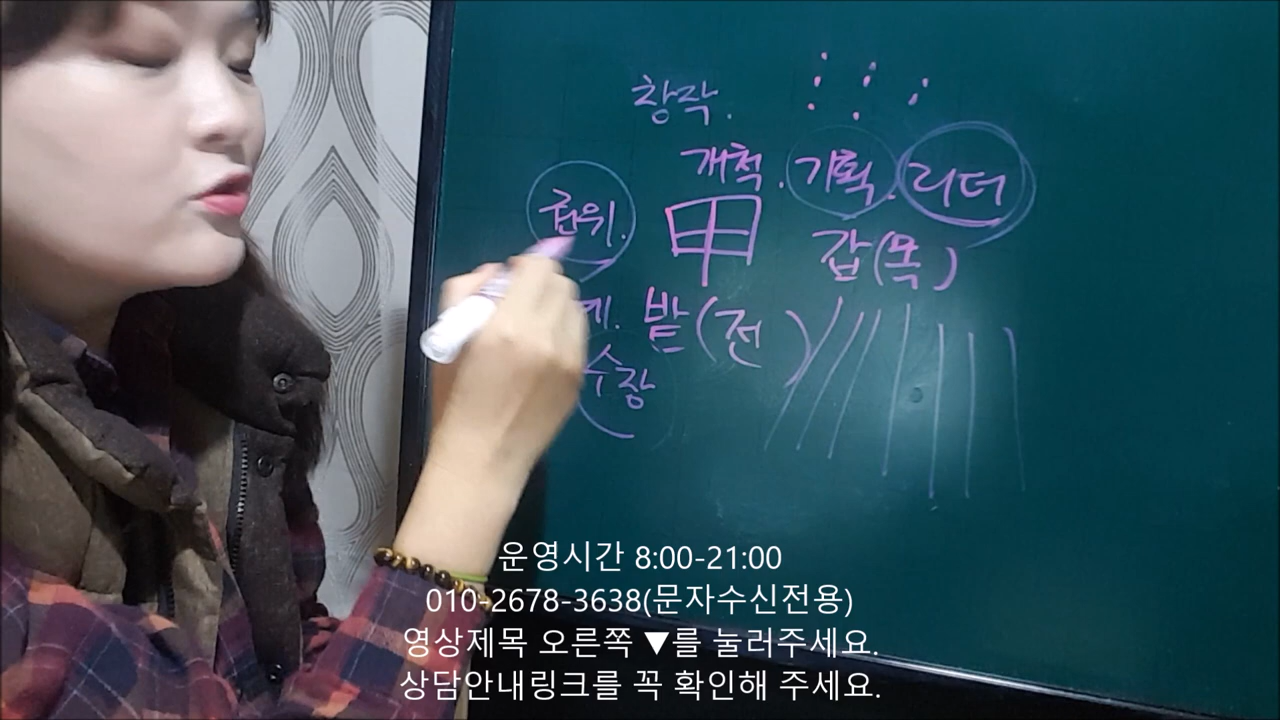 창작.
개척. 기획. 리더
권위. 甲 갑(목)
밭(전)
수장
운영시간 8:00-21:00
010-2678-3638(문자수신전용)
영상제목 오른쪽 ▼를 눌러주세요.
상담안내링크를 꼭 확인해 주세요.